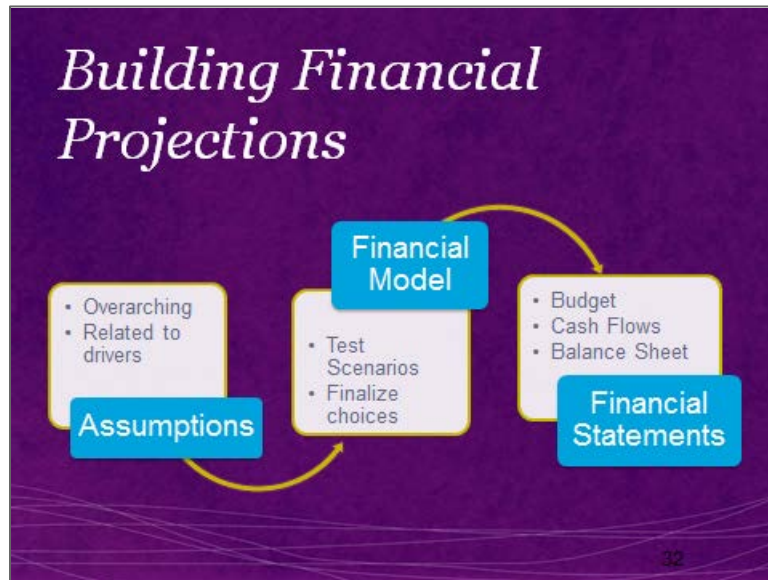 Building Financial
Projections
• Overarching
• Related to
drivers
Assumptions
Financial
Model
• Test
Scenarios
• Finalize
choices
• Budget
• Cash Flows
• Balance Sheet
Financial
Statements
32